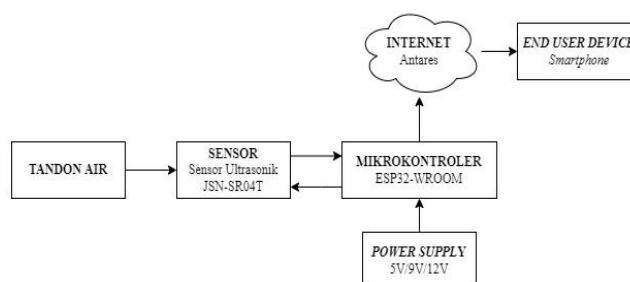 INTERNET
Antares
END USER DEVICE
Smartphone
TANDON AIR
SENSOR
Sensor Ultrasonik
JSN-SR04T
MIKROKONTROLER
ESP32-WROOM
POWER SUPPLY
5V/9V/12V